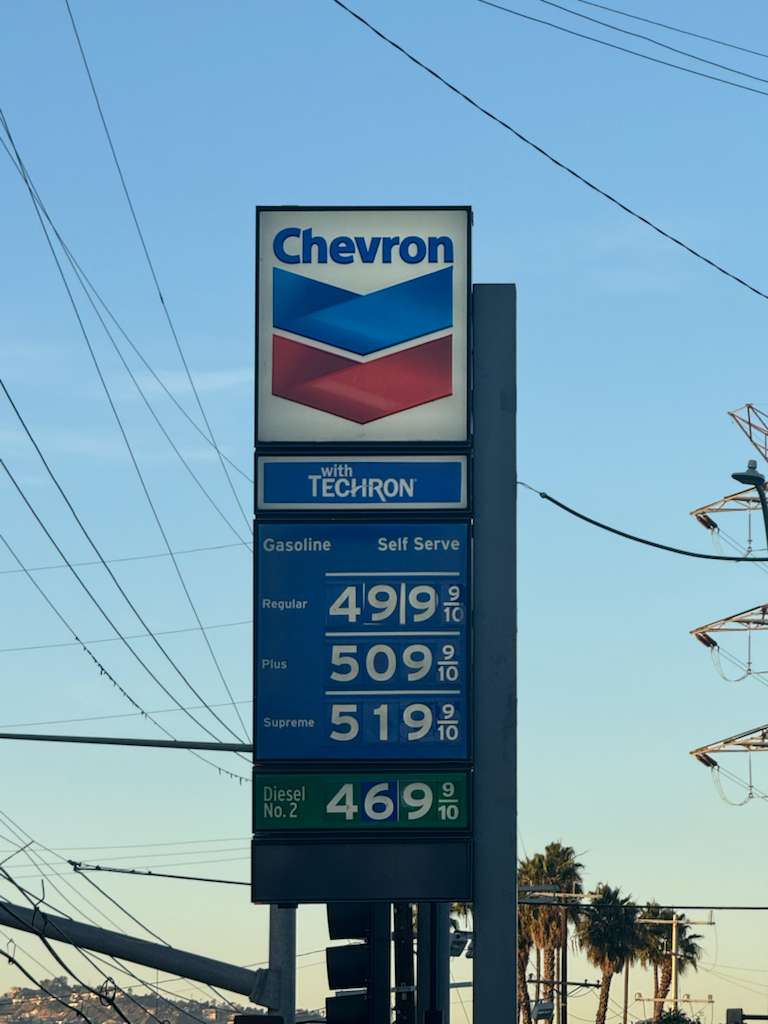 Chevron
with
TECHRON
Gasoline Self Serve
Regular 499 9/10
Plus 509 9/10
Supreme 519 9/10
Diesel
No. 2 469 9/10